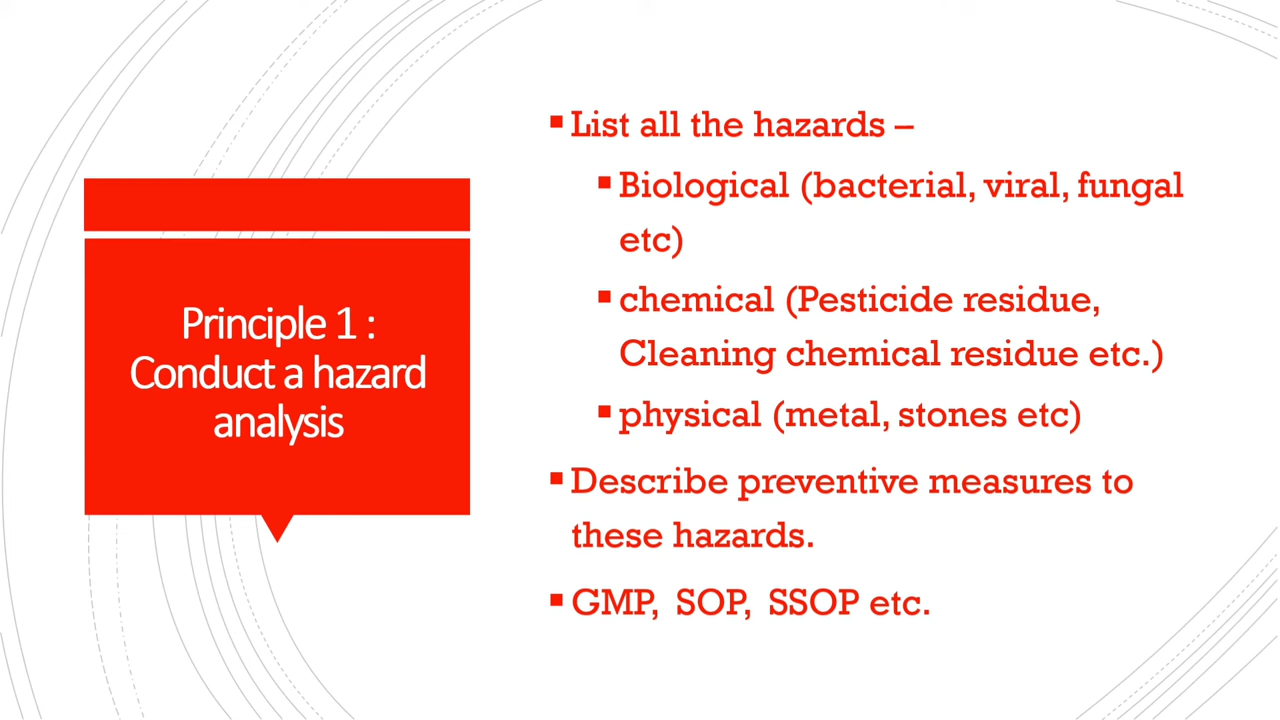 Principle 1 :
Conduct a hazard
analysis
▪ List all the hazards –
▪ Biological (bacterial, viral, fungal
etc)
▪ chemical (Pesticide residue,
Cleaning chemical residue etc.)
▪ physical (metal, stones etc)
▪ Describe preventive measures to
these hazards.
▪ GMP, SOP, SSOP etc.